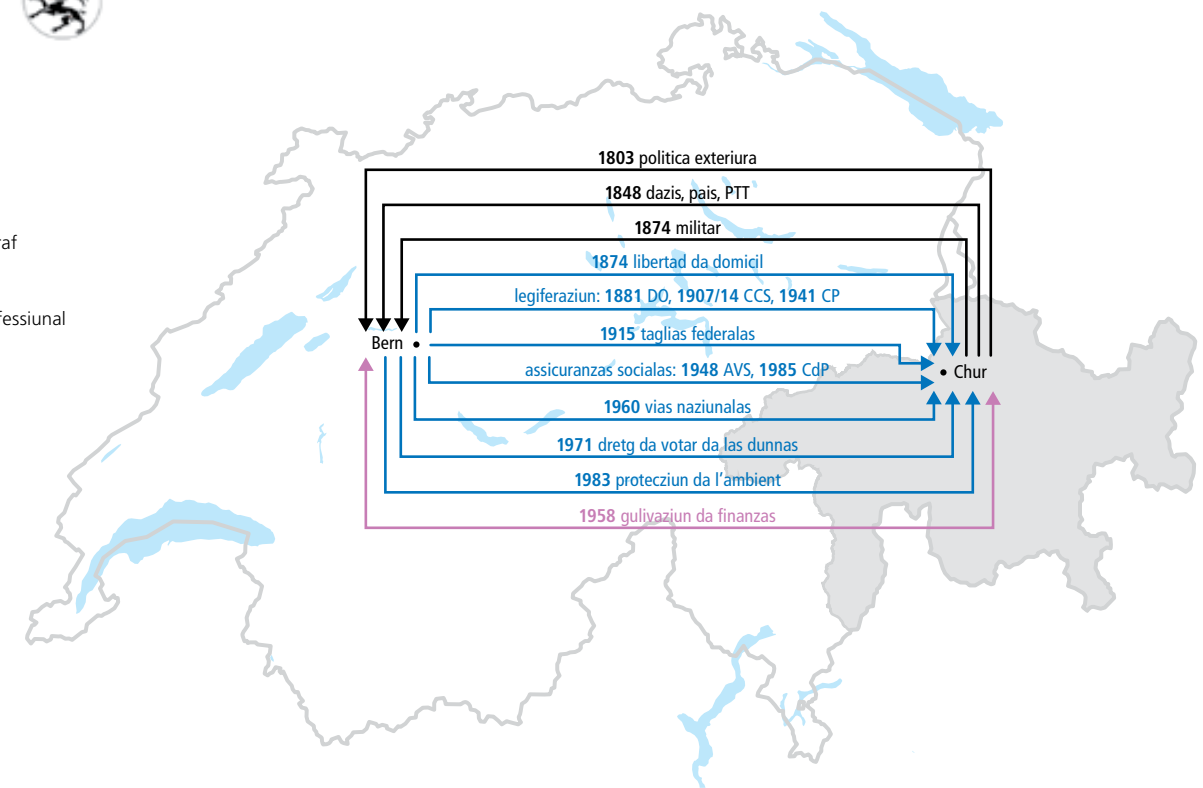 1803 politica exteriura
1848 dazis, pais, PTT
1874 militar
raf
1874 libertad da domicil
legiferaziun: 1881 DO, 1907/14 CCS, 1941 CP
fessiunal
1915 taglias federalas
Bern
assicuranzas socialas: 1948 AVS, 1985 CdP
Chur
1960 vias naziunalas
1971 dretg da votar da las dunnas
1983 protecziun da l’ambient
1958 gulivaziun da finanzas